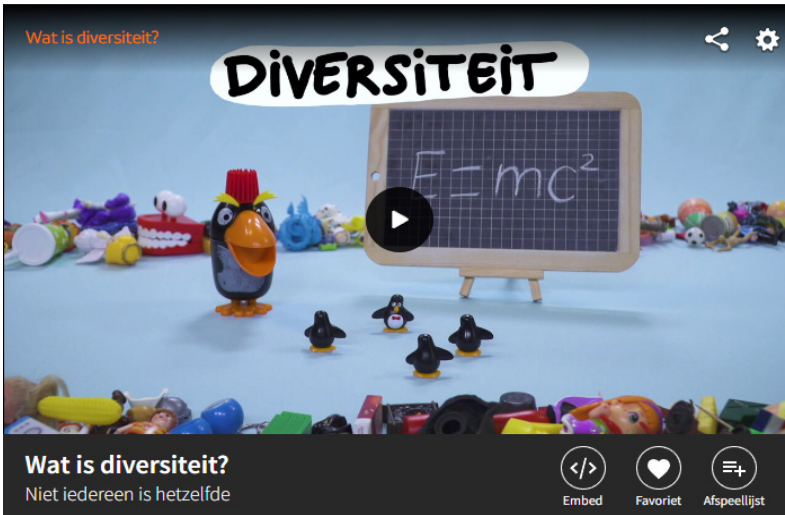 Wat is diversiteit?
DIVERSITEIT
E=mc²
Wat is diversiteit?
Niet iedereen is hetzelfde
Embed
Favoriet
Afspeellijst